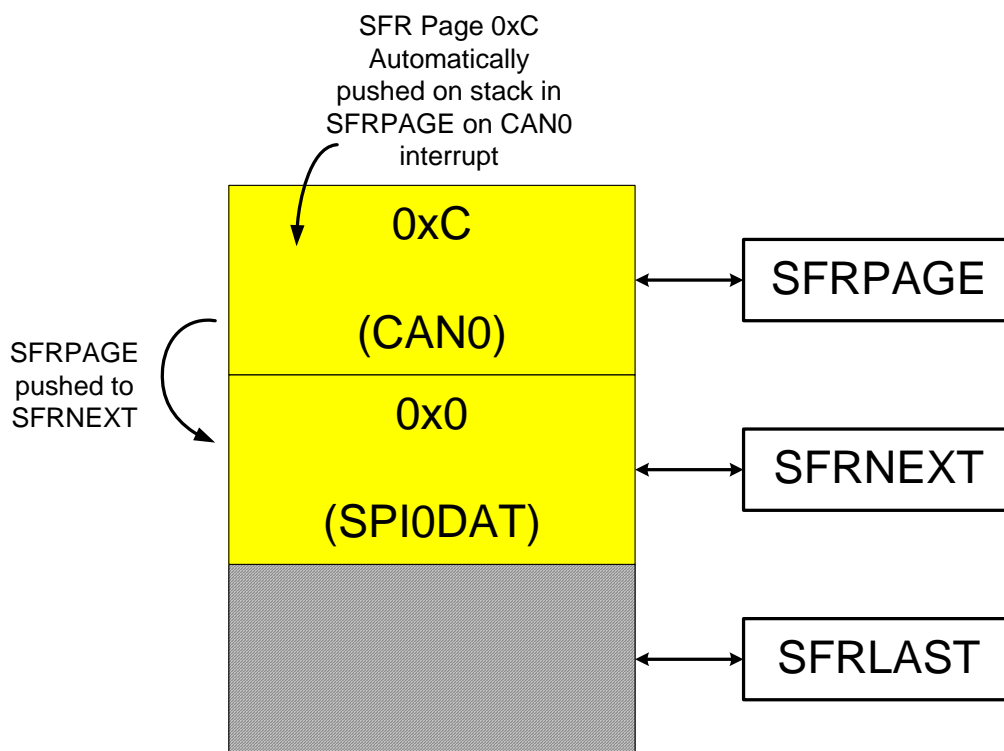 SFR Page 0xC
Automatically
pushed on stack in
SFRPAGE on CAN0
interrupt
0xC
(CAN0)
SFRPAGE
SFRPAGE
pushed to
SFRNEXT
0x0
(SPI0DAT)
SFRNEXT
SFRLAST